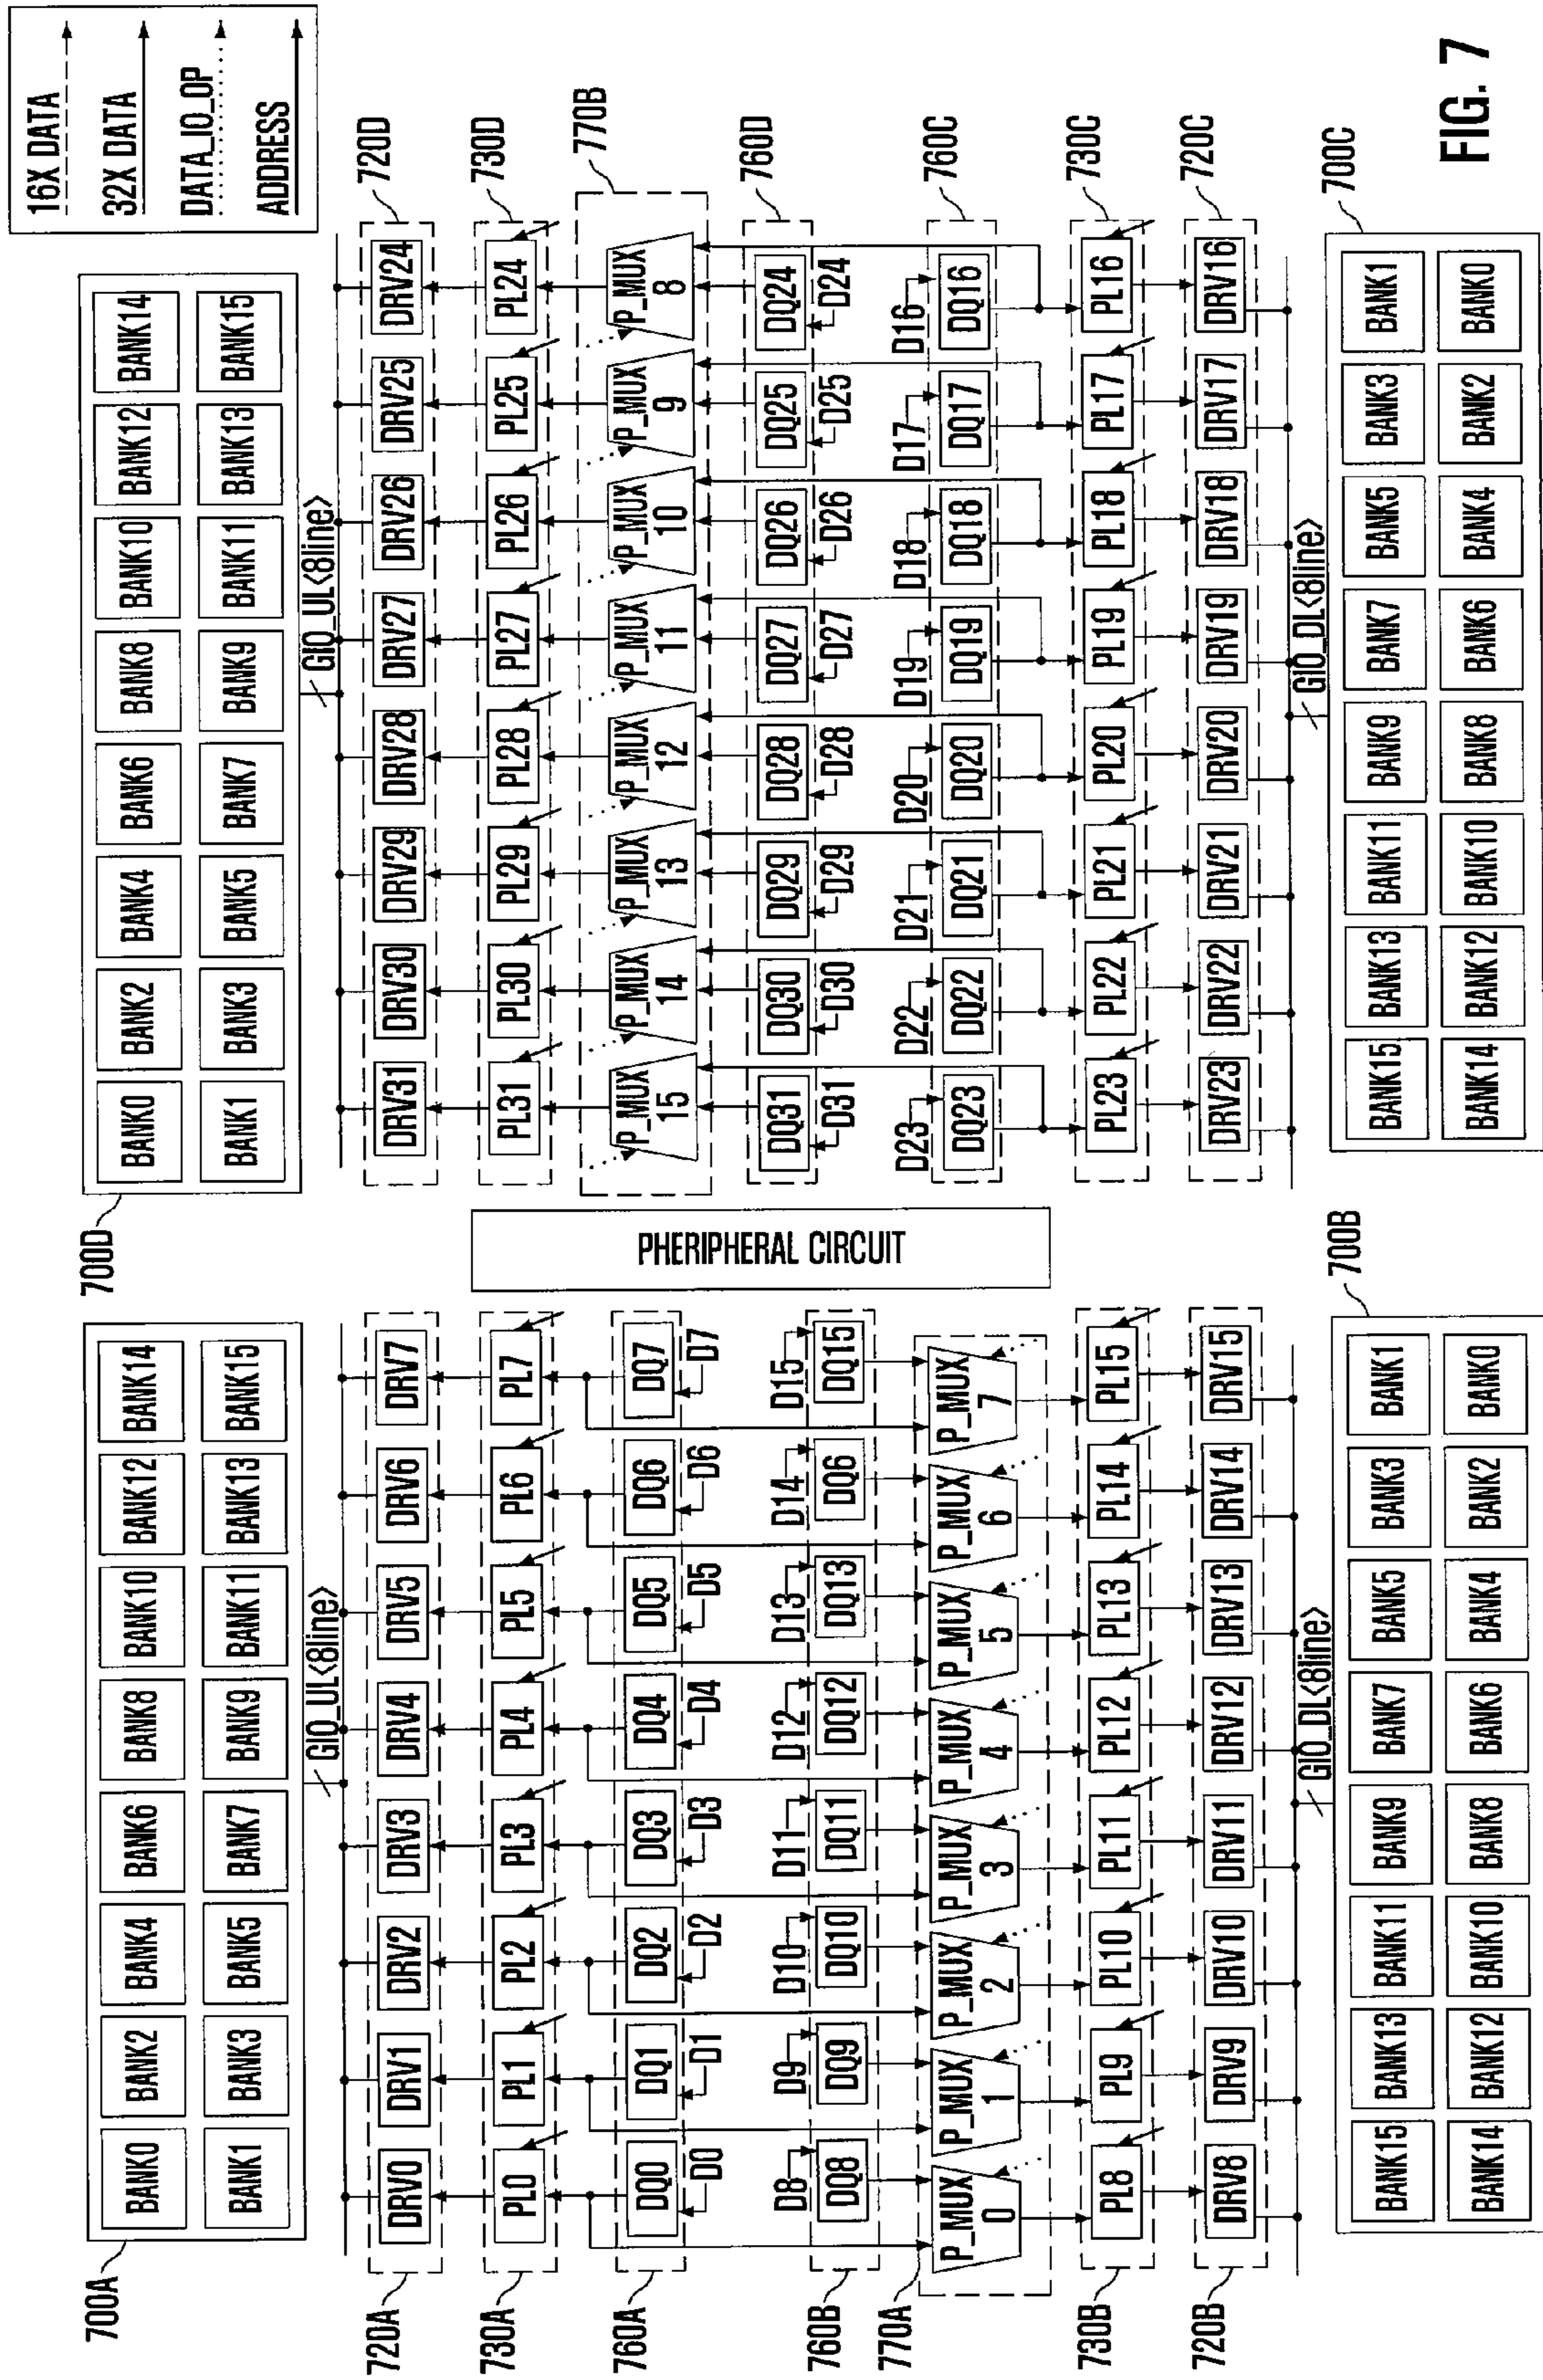 16X DATA
32X DATA
DATA_IO_OP
ADDRESS
FIG. 7
700A
BANK0 BANK2 BANK4 BANK6 BANK8 BANK10 BANK12 BANK14
BANK1 BANK3 BANK5 BANK7 BANK9 BANK11 BANK13 BANK15
GIO_UL<8line>
720A
DRV0 DRV1 DRV2 DRV3 DRV4 DRV5 DRV6 DRV7
730A
PL0 PL1 PL2 PL3 PL4 PL5 PL6 PL7
760A
DQ0 DQ1 DQ2 DQ3 DQ4 DQ5 DQ6 DQ7
D0 D1 D2 D3 D4 D5 D6 D7
D8 D9 D10 D11 D12 D13 D14 D15
760B
DQ8 DQ9 DQ10 DQ11 DQ12 DQ13 DQ6 DQ15
770A
P_MUX P_MUX P_MUX P_MUX P_MUX P_MUX P_MUX P_MUX
0 1 2 3 4 5 6 7
730B
PL8 PL9 PL10 PL11 PL12 PL13 PL14 PL15
720B
DRV8 DRV9 DRV10 DRV11 DRV12 DRV13 DRV14 DRV15
GIO_DL<8line>
700B
BANK15 BANK13 BANK11 BANK9 BANK7 BANK5 BANK3 BANK1
BANK14 BANK12 BANK10 BANK8 BANK6 BANK4 BANK2 BANK0
PHERIPHERAL CIRCUIT
700D
BANK0 BANK2 BANK4 BANK6 BANK8 BANK10 BANK12 BANK14
BANK1 BANK3 BANK5 BANK7 BANK9 BANK11 BANK13 BANK15
GIO_UL<8line>
720D
DRV31 DRV30 DRV29 DRV28 DRV27 DRV26 DRV25 DRV24
730D
PL31 PL30 PL29 PL28 PL27 PL26 PL25 PL24
770B
P_MUX P_MUX P_MUX P_MUX P_MUX P_MUX P_MUX P_MUX
15 14 13 12 11 10 9 8
760D
DQ31 DQ30 DQ29 DQ28 DQ27 DQ26 DQ25 DQ24
D31 D30 D29 D28 D27 D26 D25 D24
D23 D22 D21 D20 D19 D18 D17 D16
760C
DQ23 DQ22 DQ21 DQ20 DQ19 DQ18 DQ17 DQ16
730C
PL23 PL22 PL21 PL20 PL19 PL18 PL17 PL16
720C
DRV23 DRV22 DRV21 DRV20 DRV19 DRV18 DRV17 DRV16
GIO_DL<8line>
700C
BANK15 BANK13 BANK11 BANK9 BANK7 BANK5 BANK3 BANK1
BANK14 BANK12 BANK10 BANK8 BANK6 BANK4 BANK2 BANK0